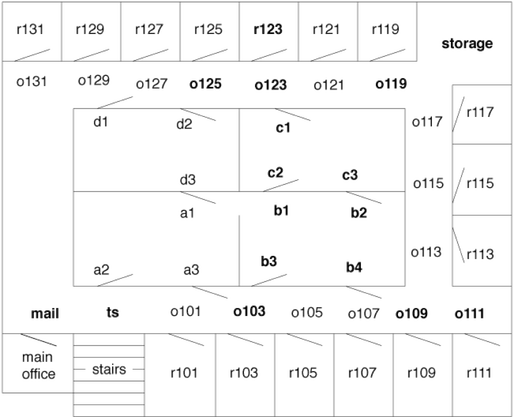 r131 r129 r127 r125 r123 r121 r119
storage
o131 o129 o127 o125 o123 o121 o119
r117
d1 d2 c1 o117
d3 c2 c3 o115 r115
a1 b1 b2
o113 r113
a2 a3 b3 b4
mail ts o101 o103 o105 o107 o109 o111
main
office
stairs r101 r103 r105 r107 r109 r111